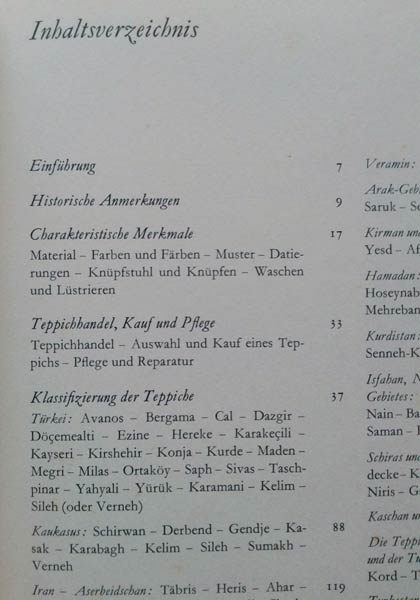 Inhaltsverzeichnis
Einführung 7
Historische Anmerkungen 9
Charakteristische Merkmale 17
Material – Farben und Färben – Muster – Datie-
rungen – Knüpfstuhl und Knüpfen – Waschen
und Lüstrieren
Teppichhandel, Kauf und Pflege 33
Teppichhandel – Auswahl und Kauf eines Tep-
pichs – Pflege und Reparatur
Klassifizierung der Teppiche 37
Türkei: Avanos – Bergama – Cal – Dazgir –
Döçemealti – Ezine – Hereke – Karakeçili –
Kayseri – Kirshehir – Konja – Kurde – Maden –
Megri – Milas – Ortaköy – Saph – Sivas – Tasch-
pinar – Yahyali – Yürük – Karamani – Kelim –
Sileh (oder Verneh)
Kaukasus: Schirwan – Derbend – Gendje – Ka- 88
sak – Karabagh – Kelim – Sileh – Sumakh –
Verneh
Iran – Aserbeidschan: Täbris – Heris – Ahar – 119
Veramin:
Arak-Geb
Saruk – Se
Kirman un
Yesd – Af
Hamadan:
Hoseynab
Mehreban
Kurdistan:
Senneh-K
Isfahan, N
Gebietes:
Nain – Ba
Saman –
Schiras und
decke – K
Niris – G
Kaschan u
Die Teppi
und der Tu
Kord – T